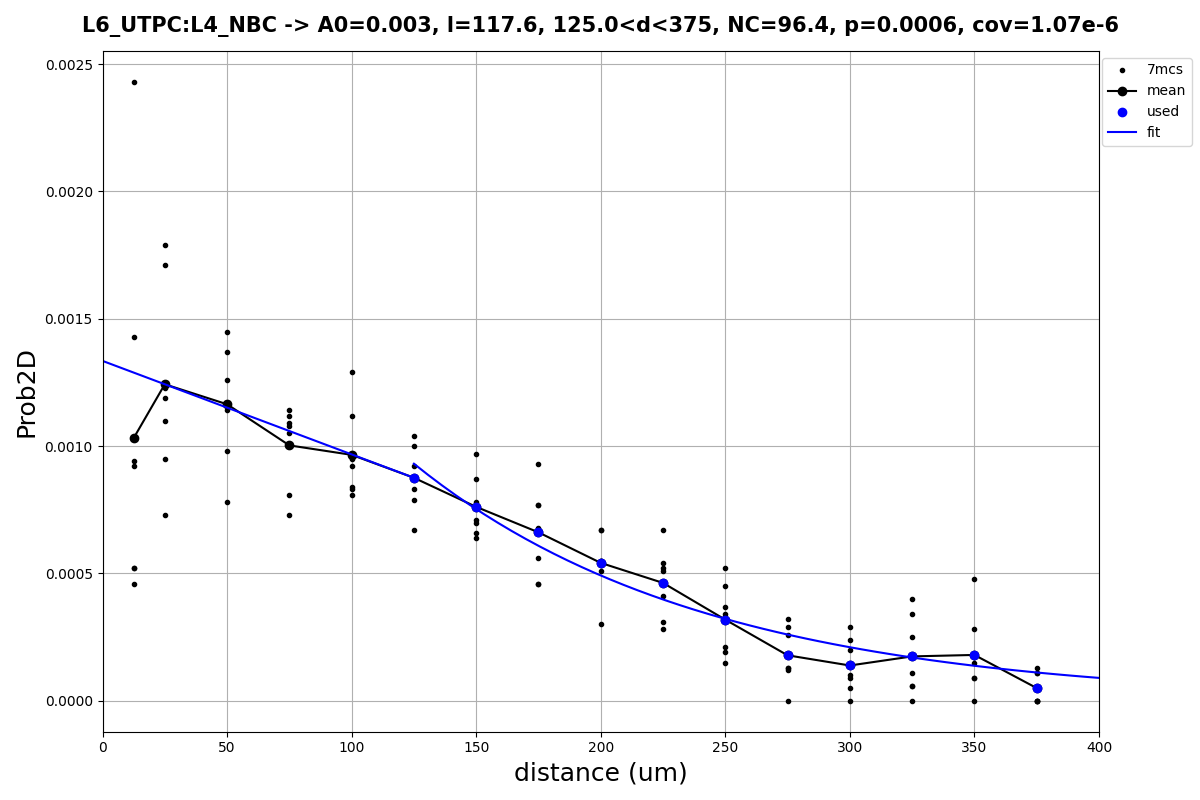 L6_UTPC:L4_NBC -> A0=0.003, l=117.6, 125.0<d<375, NC=96.4, p=0.0006, cov=1.07e-6
0.0025
0.0020
0.0015
0.0010
0.0005
0.0000
Prob2D
0 50 100 150 200 250 300 350 400
distance (um)
7mcs
mean
used
fit